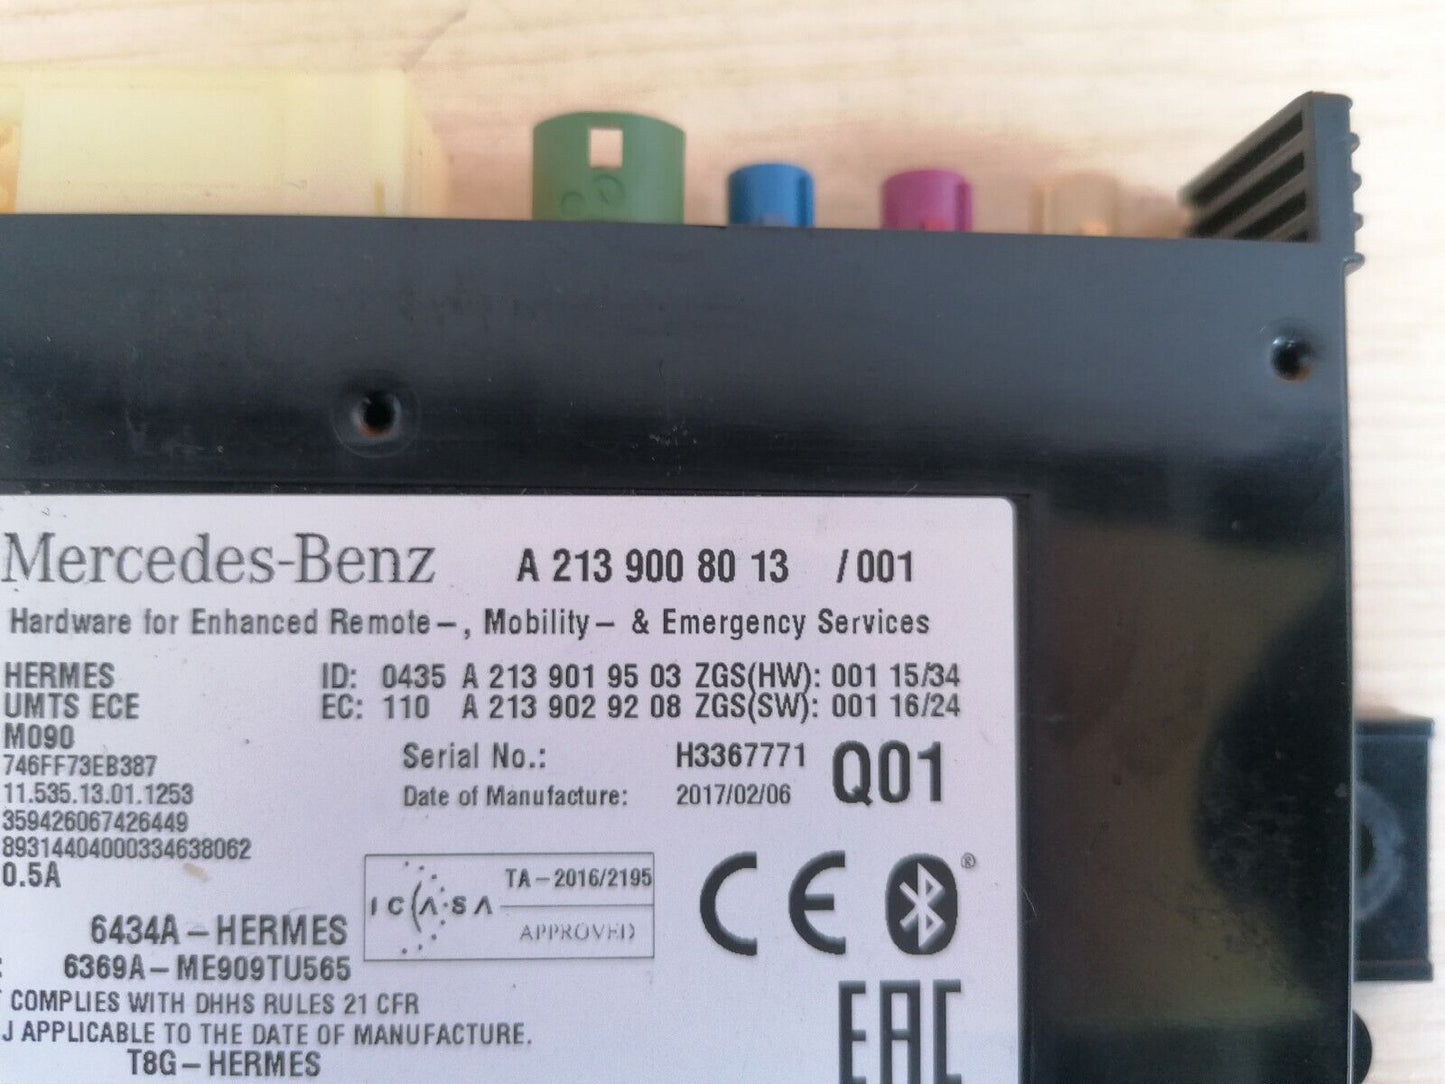 Mercedes-Benz A 213 900 80 13 /001
Hardware for Enhanced Remote-, Mobility- & Emergency Services
HERMES ID: 0435 A 213 901 95 03 ZGS(HW): 001 15/34
UMTS ECE EC: 110 A 213 902 92 08 ZGS(SW): 001 16/24
M090
746FF73EB387
11.535.13.01.1253
359426067426449
89314404000334638062
0.5A
Serial No.: H3367771 Q01
Date of Manufacture: 2017/02/06
ICASA TA-2016/2195
APPROVED
CE ®
6434A-HERMES
: 6369A-ME909TU565
T COMPLIES WITH DHHS RULES 21 CFR
J APPLICABLE TO THE DATE OF MANUFACTURE.
T8G-HERMES
EAC